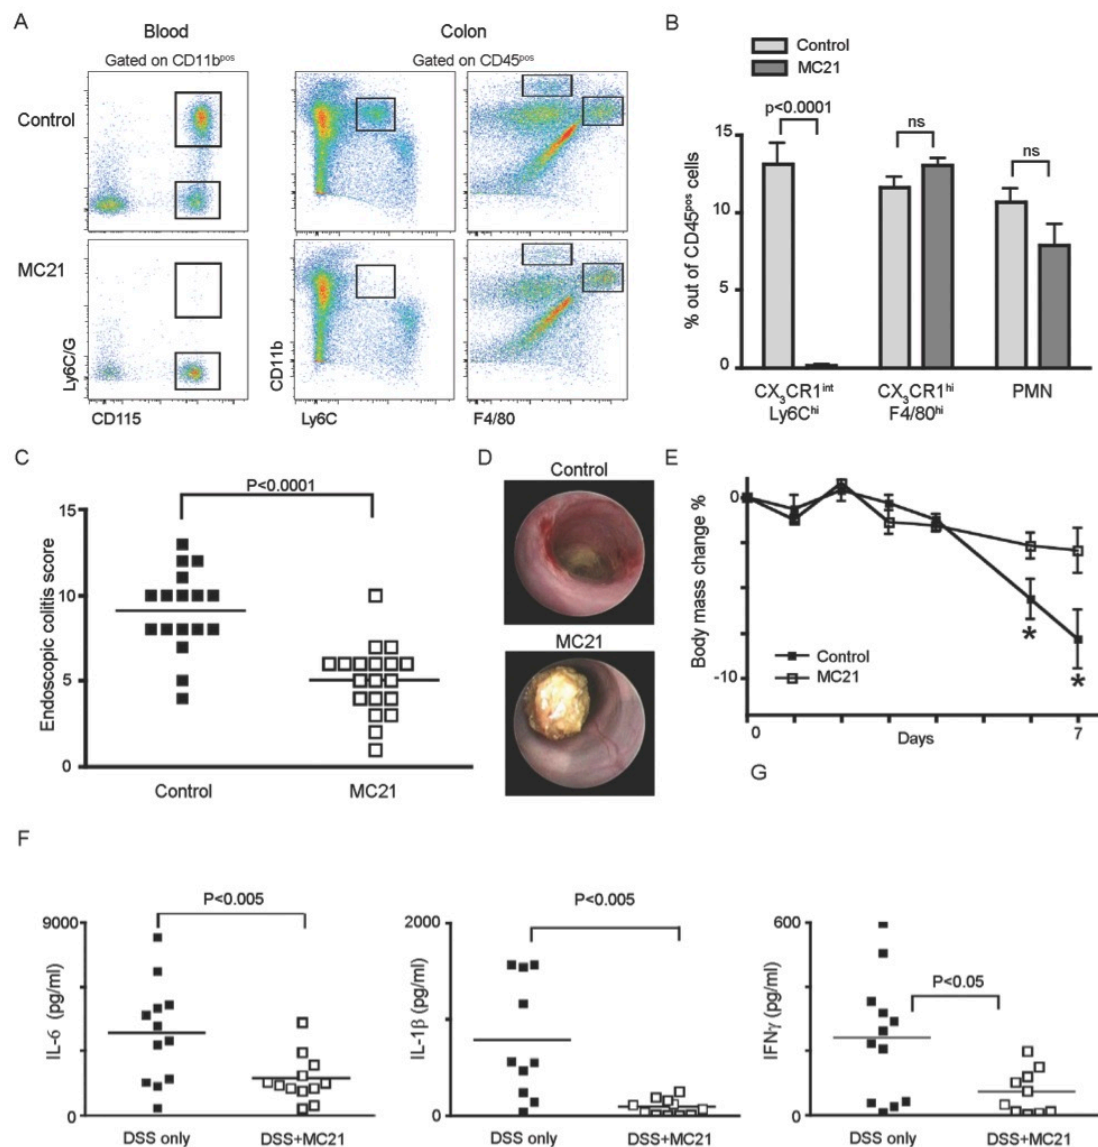 A
Blood
Colon
Gated on CD11bᵖᵒˢ
Gated on CD45ᵖᵒˢ
Control
MC21
Ly6C/G
CD11b
CD115
Ly6C
F4/80
B
Control
MC21
p<0.0001
ns
ns
% out of CD45ᵖᵒˢ cells
15
10
5
0
CX₃CR1ⁱⁿᵗ
Ly6Cʰⁱ
CX₃CR1ʰⁱ
F4/80ʰⁱ
PMN
C
P<0.0001
Endoscopic colitis score
15
10
5
0
Control
MC21
D
Control
MC21
E
Body mass change %
0
-10
Control
MC21
*
*
0
Days
7
G
F
P<0.005
IL-6 (pg/ml)
9000
0
DSS only
DSS+MC21
P<0.005
IL-1β (pg/ml)
2000
0
DSS only
DSS+MC21
P<0.05
IFNγ (pg/ml)
600
0
DSS only
DSS+MC21